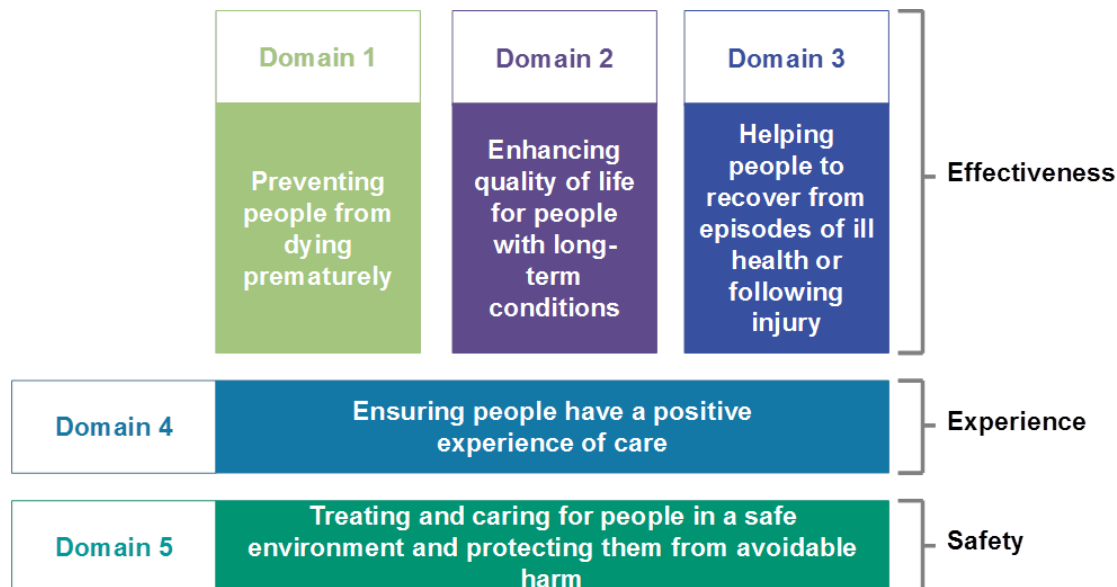 Domain 1
Preventing
people from
dying
prematurely
Domain 2
Enhancing
quality of life
for people
with long-
term
conditions
Domain 3
Helping
people to
recover from
episodes of ill
health or
following
injury
Effectiveness
Domain 4
Ensuring people have a positive
experience of care
Experience
Domain 5
Treating and caring for people in a safe
environment and protecting them from avoidable
harm
Safety